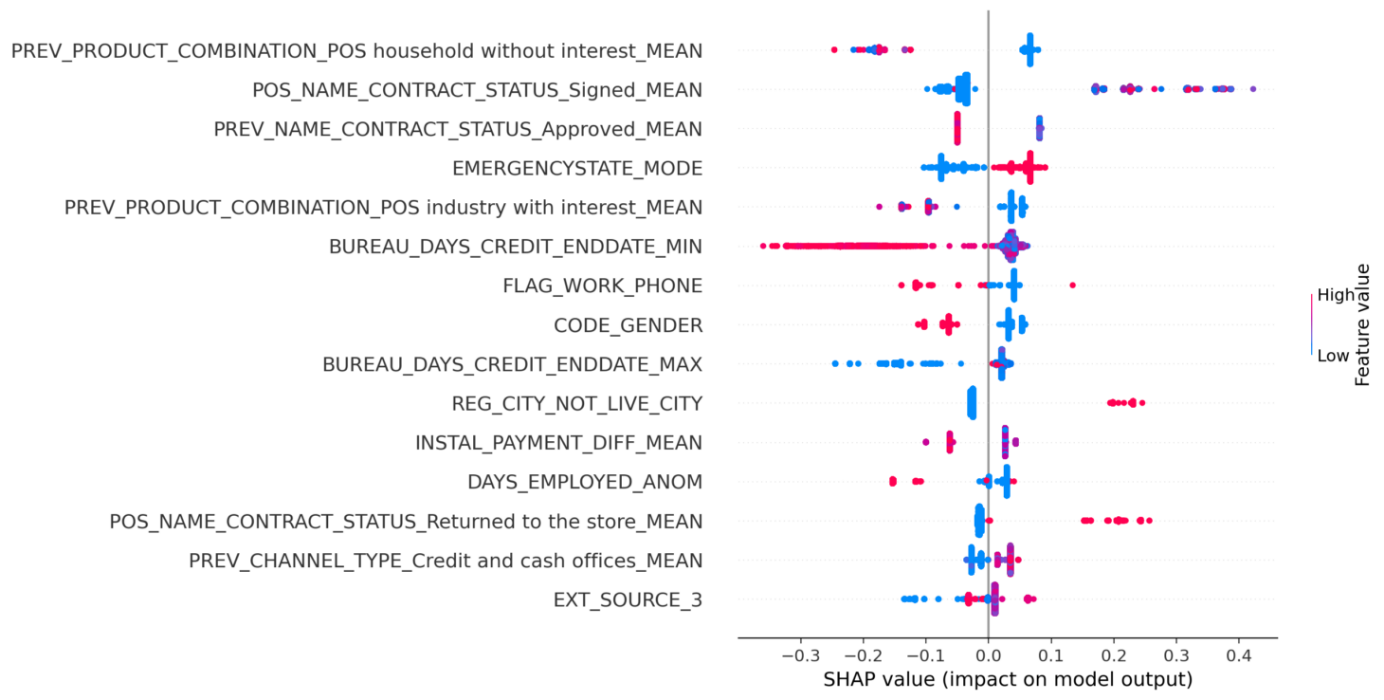 PREV_PRODUCT_COMBINATION_POS household without interest_MEAN
POS_NAME_CONTRACT_STATUS_Signed_MEAN
PREV_NAME_CONTRACT_STATUS_Approved_MEAN
EMERGENCYSTATE_MODE
PREV_PRODUCT_COMBINATION_POS industry with interest_MEAN
BUREAU_DAYS_CREDIT_ENDDATE_MIN
FLAG_WORK_PHONE
CODE_GENDER
BUREAU_DAYS_CREDIT_ENDDATE_MAX
REG_CITY_NOT_LIVE_CITY
INSTAL_PAYMENT_DIFF_MEAN
DAYS_EMPLOYED_ANOM
POS_NAME_CONTRACT_STATUS_Returned to the store_MEAN
PREV_CHANNEL_TYPE_Credit and cash offices_MEAN
EXT_SOURCE_3
−0.3 −0.2 −0.1 0.0 0.1 0.2 0.3 0.4
SHAP value (impact on model output)
High
Low
Feature value